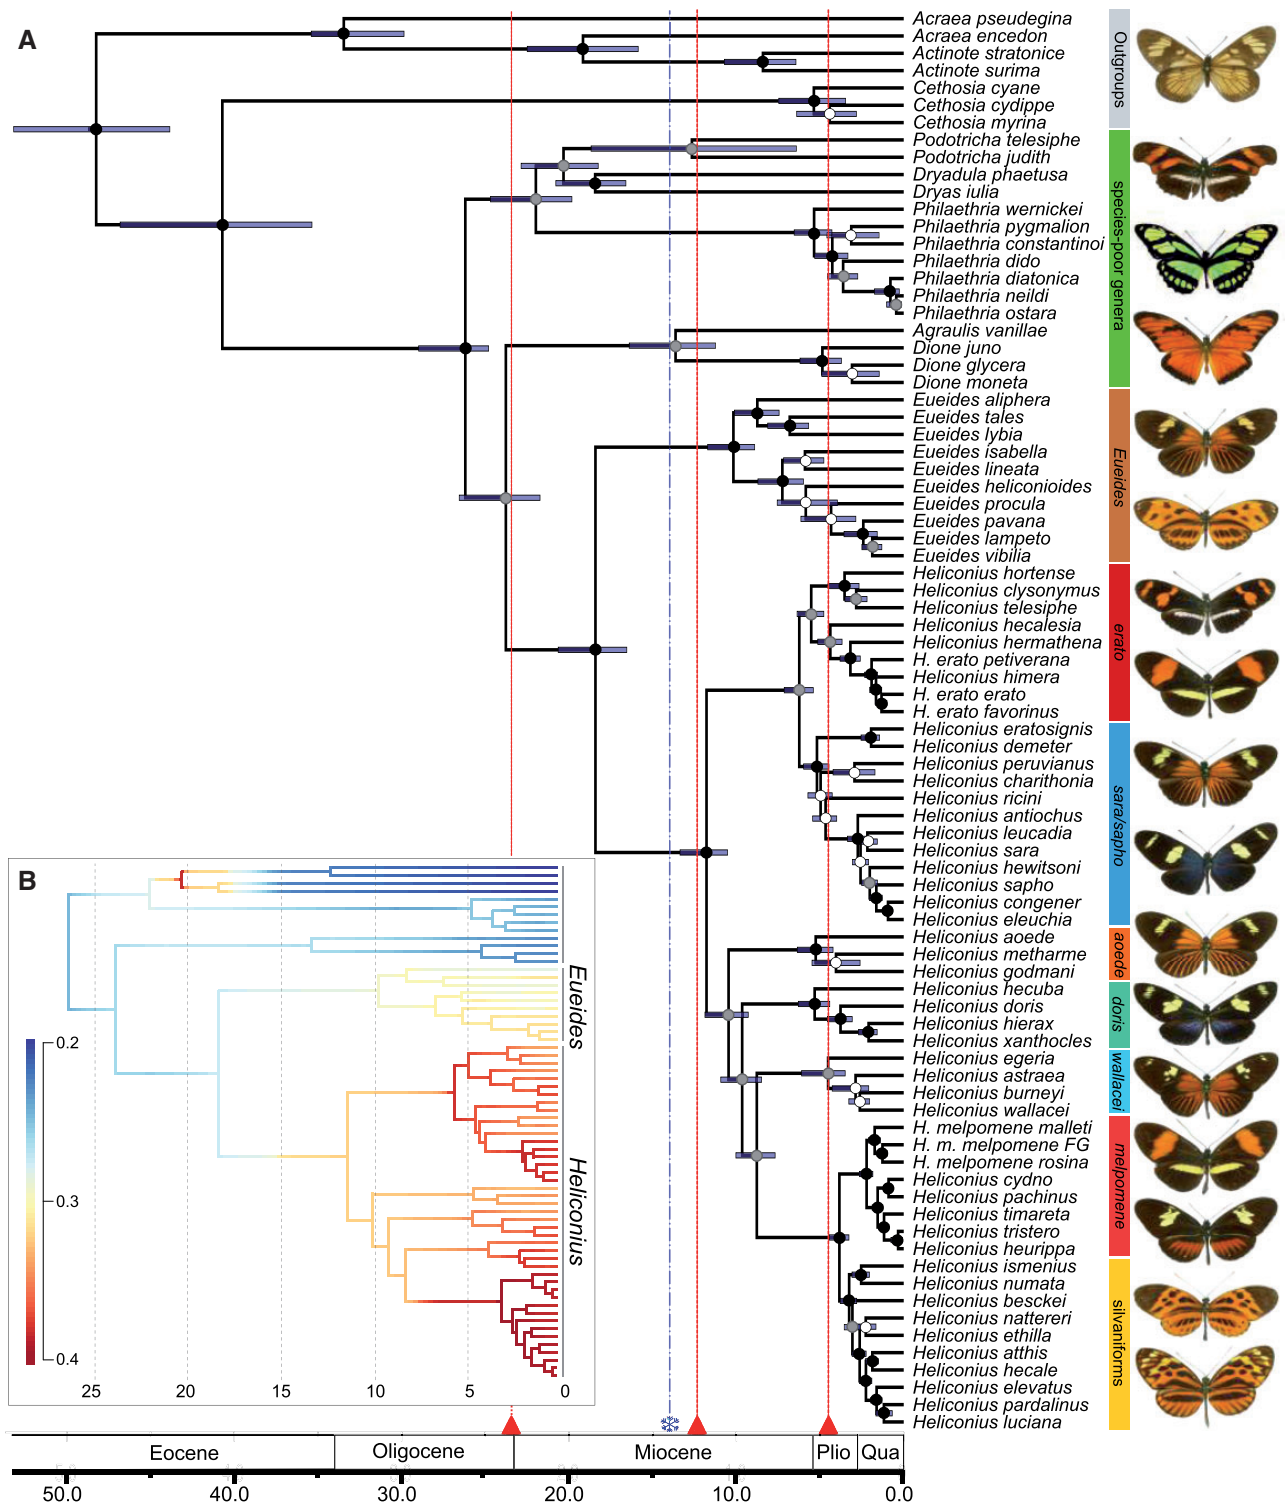 A
Acraea pseudegina
Acraea encedon
Actinote stratonice
Actinote surima
Cethosia cyane
Cethosia cydippe
Cethosia myrina
Podotricha telesiphe
Podotricha judith
Dryadula phaetusa
Dryas iulia
Philaethria wernickei
Philaethria pygmalion
Philaethria constantinoi
Philaethria dido
Philaethria diatonica
Philaethria neildi
Philaethria ostara
Agraulis vanillae
Dione juno
Dione glycera
Dione moneta
Eueides aliphera
Eueides tales
Eueides lybia
Eueides isabella
Eueides lineata
Eueides heliconioides
Eueides procula
Eueides pavana
Eueides lampeto
Eueides vibilia
Heliconius hortense
Heliconius clysonymus
Heliconius telesiphe
Heliconius hecalesia
Heliconius hermathena
H. erato petiverana
Heliconius himera
H. erato erato
H. erato favorinus
Heliconius eratosignis
Heliconius demeter
Heliconius peruvianus
Heliconius charithonia
Heliconius ricini
Heliconius antiochus
Heliconius leucadia
Heliconius sara
Heliconius hewitsoni
Heliconius sapho
Heliconius congener
Heliconius eleuchia
Heliconius aoede
Heliconius metharme
Heliconius godmani
Heliconius hecuba
Heliconius doris
Heliconius hierax
Heliconius xanthocles
Heliconius egeria
Heliconius astraea
Heliconius burneyi
Heliconius wallacei
H. melpomene malleti
H. m. melpomene FG
H. melpomene rosina
Heliconius cydno
Heliconius pachinus
Heliconius timareta
Heliconius tristero
Heliconius heurippa
Heliconius ismenius
Heliconius numata
Heliconius besckei
Heliconius nattereri
Heliconius ethilla
Heliconius atthis
Heliconius hecale
Heliconius elevatus
Heliconius pardalinus
Heliconius luciana
Outgroups
species-poor genera
Eueides
erato
sara/sapho
aoede
doris
wallacei
melpomene
silvaniforms
B
Eueides
Heliconius
0.2
0.3
0.4
25 20 15 10 5 0
Eocene Oligocene Miocene Plio Qua
50.0 40.0 30.0 20.0 10.0 0.0